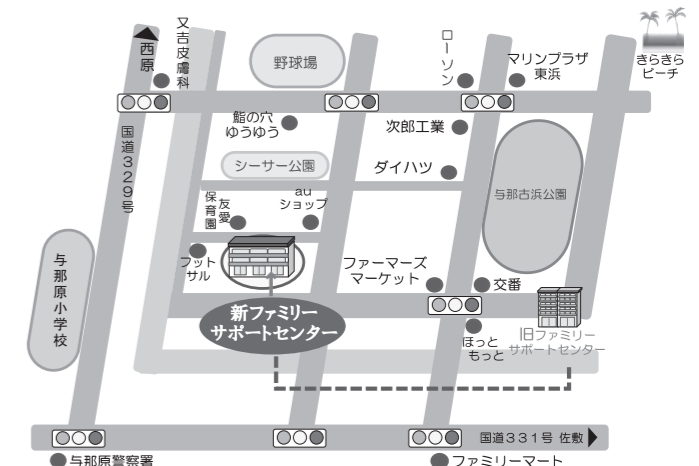 西原
又吉皮膚科
野球場
ローソン
マリンプラザ
東浜
きらきら
ビーチ
国道329号
鮨の穴
ゆうゆう
次郎工業
シーサー公園
ダイハツ
与那古浜公園
友愛
保育園
au
ショップ
フット
サル
与那原小学校
ファーマーズ
マーケット
交番
新ファミリー
サポートセンター
ほっと
もっと
旧ファミリー
サポートセンター
国道331号 佐敷
与那原警察署
ファミリーマート